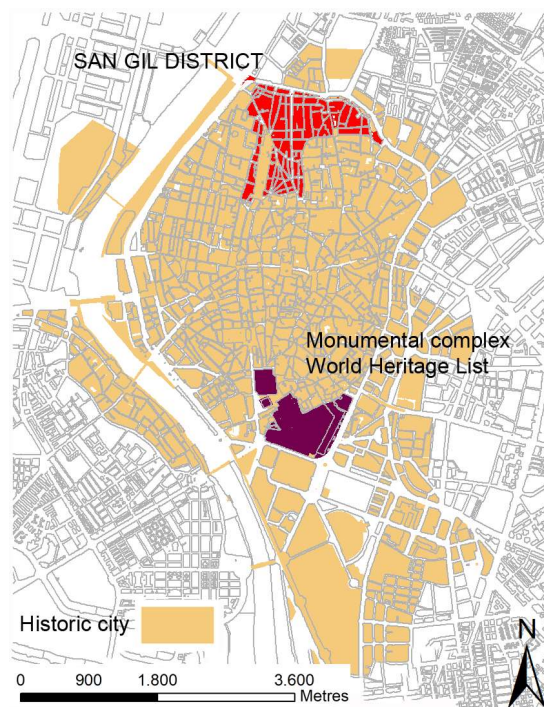 SAN GIL DISTRICT
Monumental complex
World Heritage List
Historic city
N
0 900 1.800 3.600
Metres